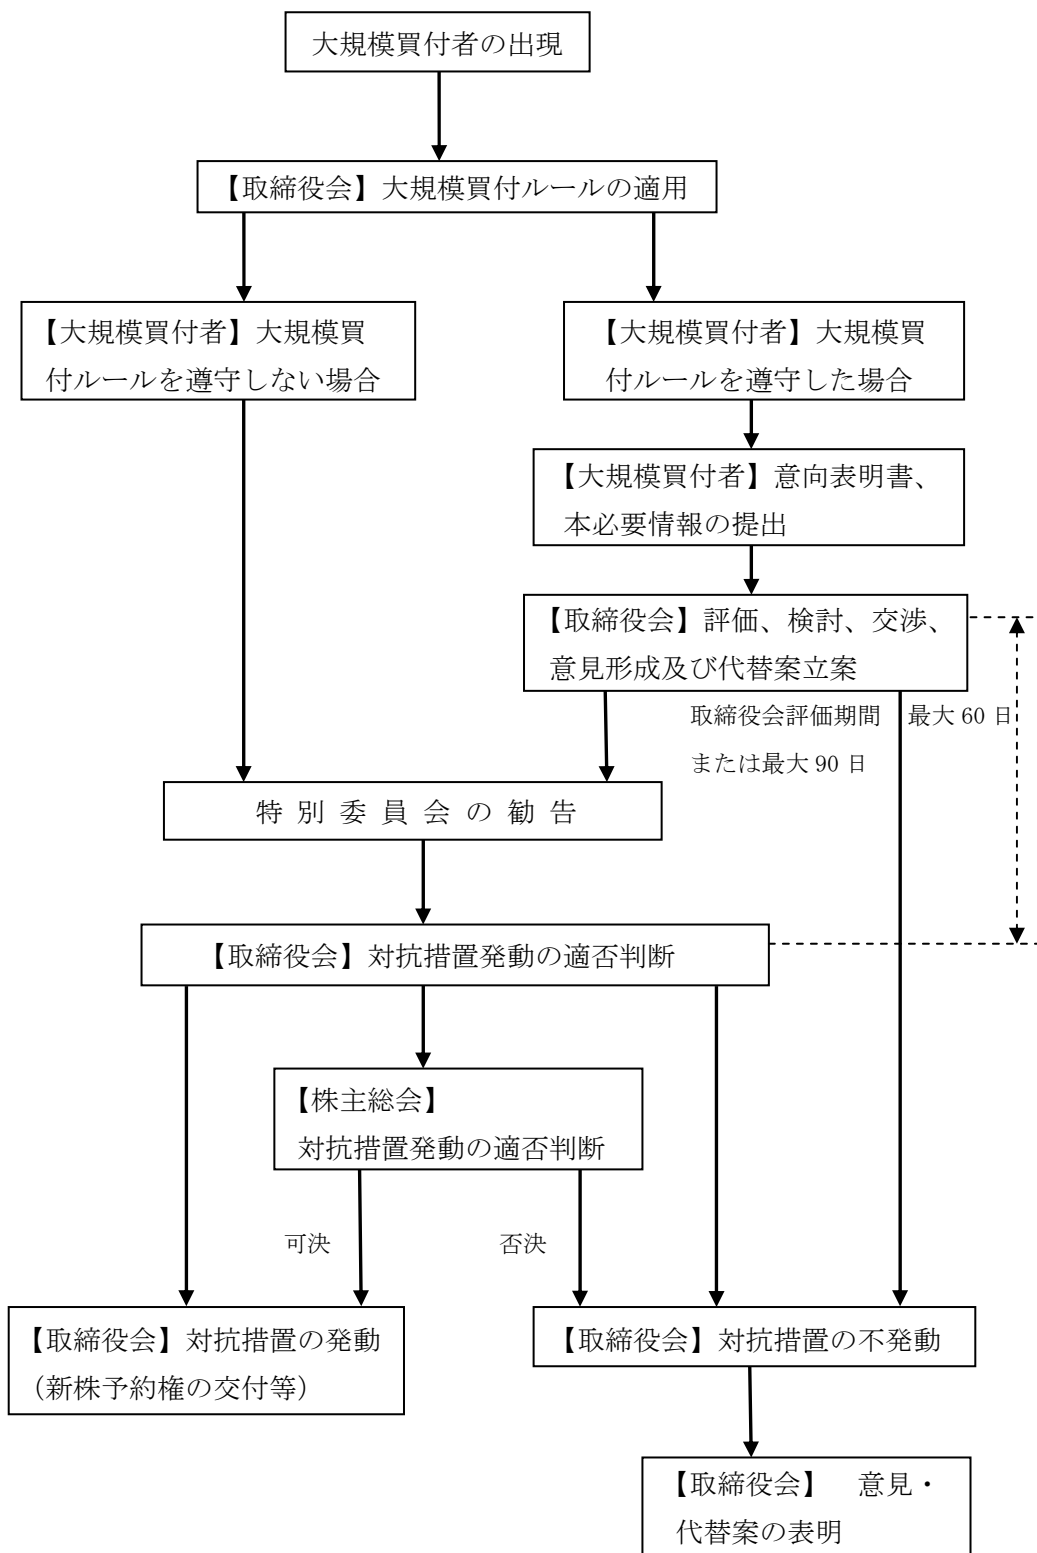 大規模買付者の出現
【取締役会】大規模買付ルールの適用
【大規模買付者】大規模買
付ルールを遵守しない場合
【大規模買付者】大規模買
付ルールを遵守した場合
【大規模買付者】意向表明書、
本必要情報の提出
【取締役会】評価、検討、交渉、
意見形成及び代替案立案
取締役会評価期間 最大 60 日
または最大 90 日
特 別 委 員 会 の 勧 告
【取締役会】対抗措置発動の適否判断
【株主総会】
対抗措置発動の適否判断
可決
否決
【取締役会】対抗措置の発動
（新株予約権の交付等）
【取締役会】対抗措置の不発動
【取締役会】 意見・
代替案の表明